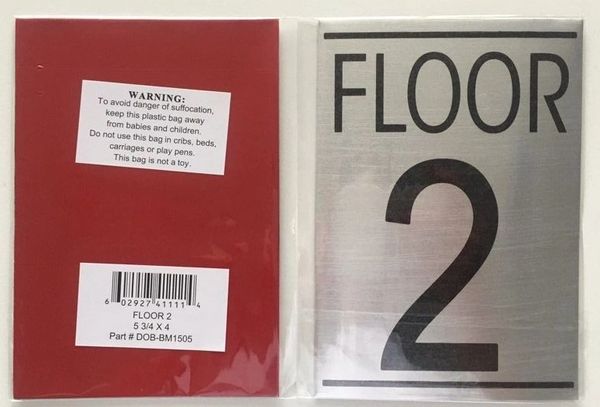 WARNING:
To avoid danger of suffocation,
keep this plastic bag away
from babies and children.
Do not use this bag in cribs, beds,
carriages or play pens.
This bag is not a toy.
6 02927 41111 4
FLOOR 2
5 3/4 X 4
Part # DOB-BM1505
FLOOR
2